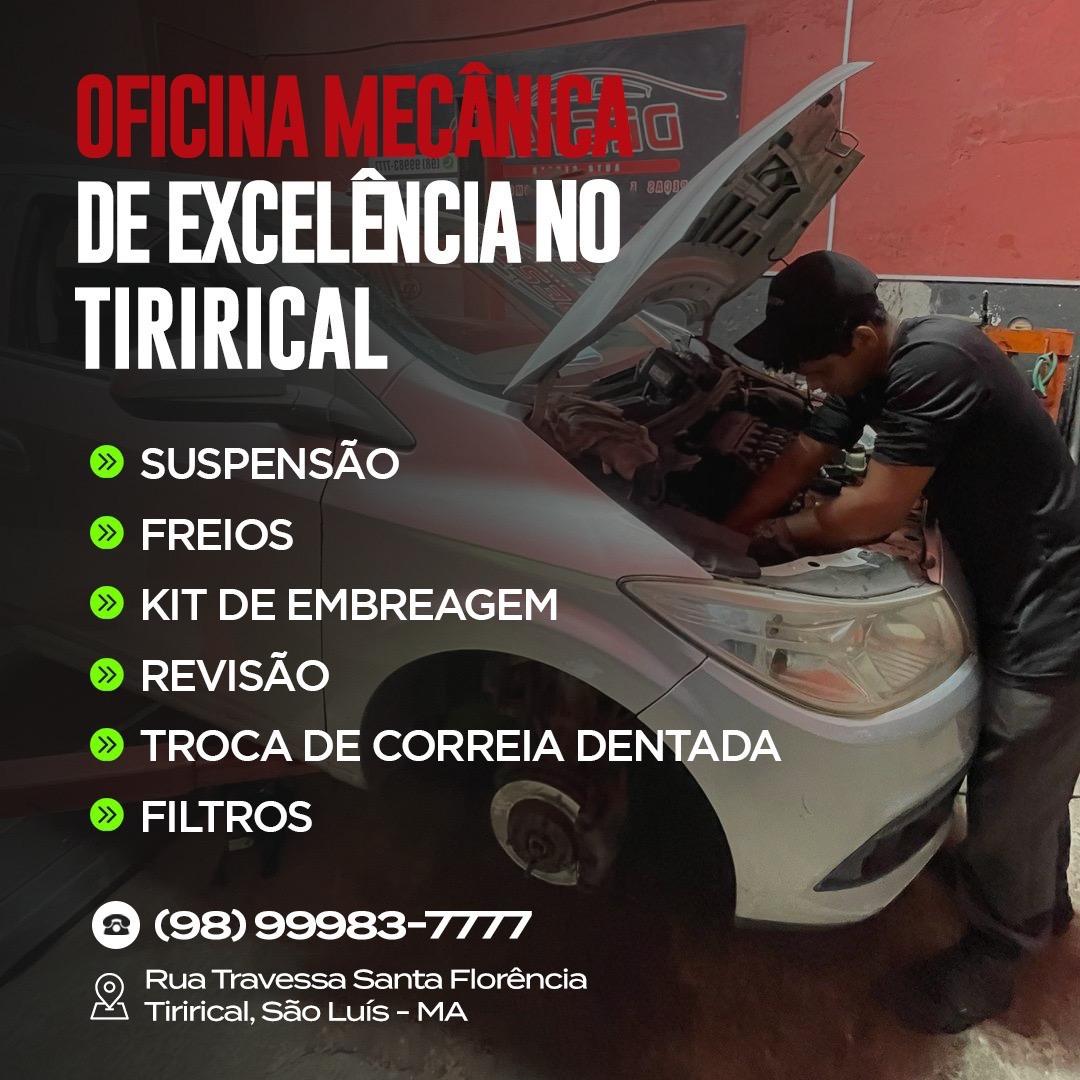 OFICINA MECÂNICA
DE EXCELÊNCIA NO
TIRIRICAL
SUSPENSÃO
FREIOS
KIT DE EMBREAGEM
REVISÃO
TROCA DE CORREIA DENTADA
FILTROS
(98) 99983-7777
Rua Travessa Santa Florência
Tirirical, São Luís - MA